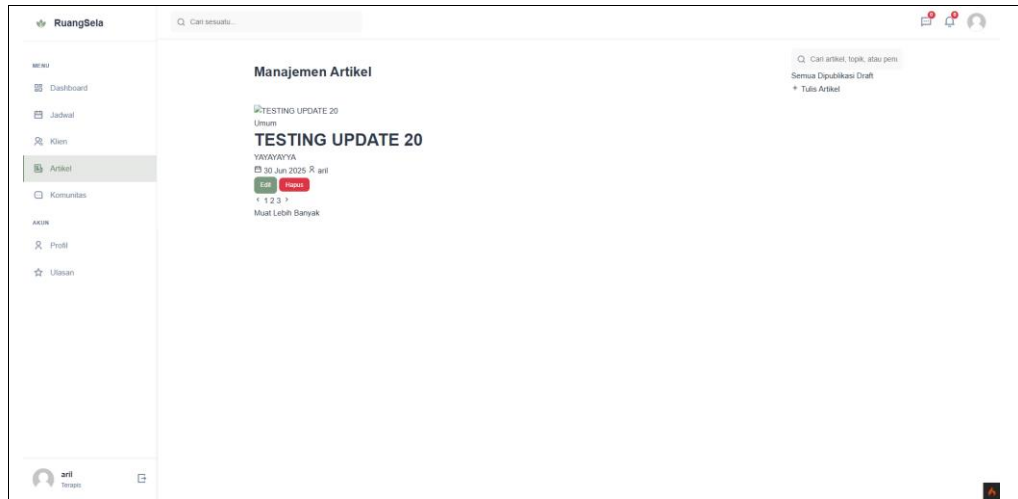 RuangSela
Cari sesuatu...
MENU
Dashboard
Jadwal
Klien
Artikel
Komunitas
AKUN
Profil
Ulasan
aril
Terapis
Manajemen Artikel
Cari artikel, topik, atau penu
Semua Dipublikasi Draft
+ Tulis Artikel
TESTING UPDATE 20
Umum
TESTING UPDATE 20
YAYAYAYYA
30 Jun 2025 aril
Edit Hapus
‹ 1 2 3 ›
Muat Lebih Banyak